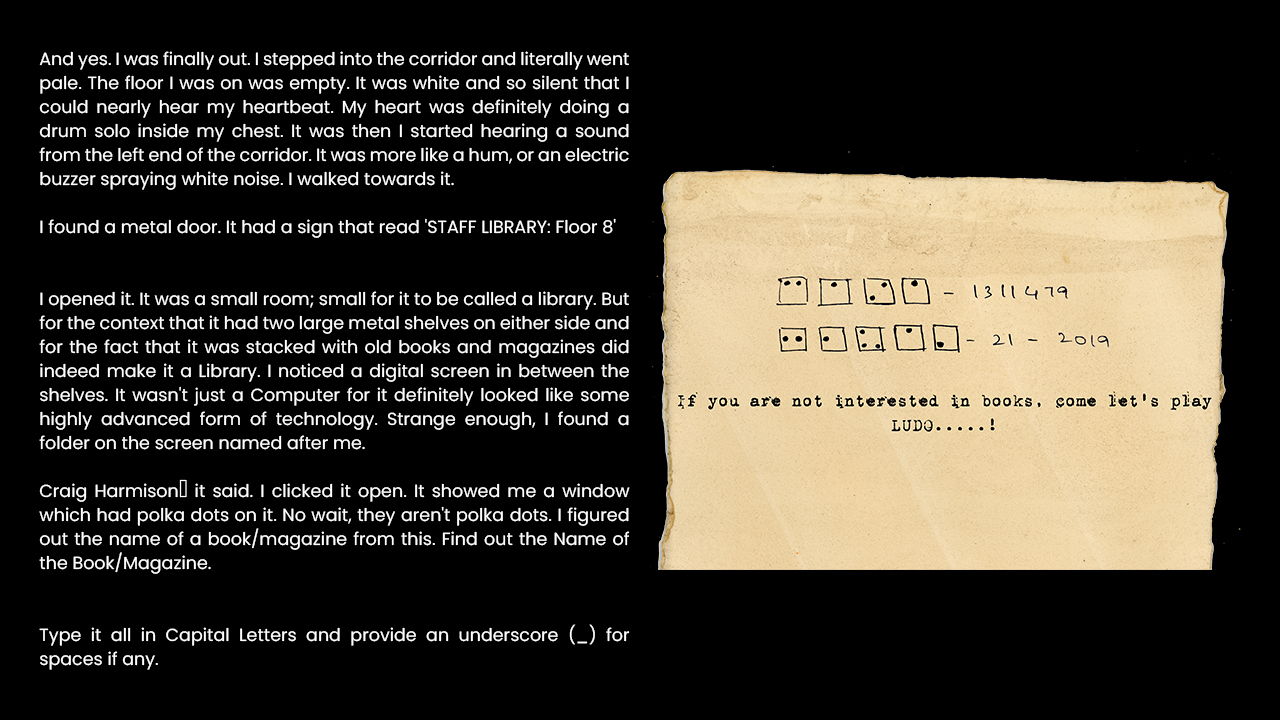 And yes. I was finally out. I stepped into the corridor and literally went
pale. The floor I was on was empty. It was white and so silent that I
could nearly hear my heartbeat. My heart was definitely doing a
drum solo inside my chest. It was then I started hearing a sound
from the left end of the corridor. It was more like a hum, or an electric
buzzer spraying white noise. I walked towards it.
I found a metal door. It had a sign that read 'STAFF LIBRARY: Floor 8'
I opened it. It was a small room; small for it to be called a library. But
for the context that it had two large metal shelves on either side and
for the fact that it was stacked with old books and magazines did
indeed make it a Library. I noticed a digital screen in between the
shelves. It wasn't just a Computer for it definitely looked like some
highly advanced form of technology. Strange enough, I found a
folder on the screen named after me.
Craig Harmison▯ it said. I clicked it open. It showed me a window
which had polka dots on it. No wait, they aren't polka dots. I figured
out the name of a book/magazine from this. Find out the Name of
the Book/Magazine.
Type it all in Capital Letters and provide an underscore (_) for
spaces if any.
- 1311479
- 21 - 2019
If you are not interested in books, come let's play
LUDO.....!